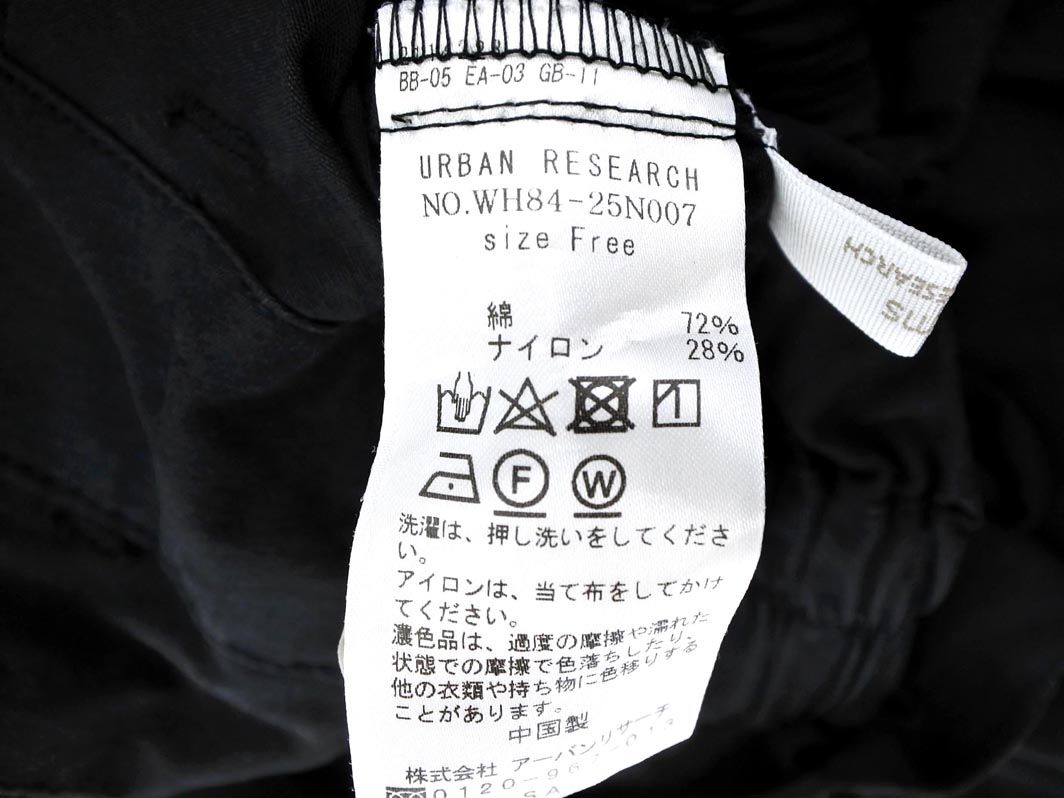 BB-05 EA-03 GB-11
URBAN RESEARCH
NO.WH84-25N007
size Free
綿 72%
ナイロン 28%
F W
洗濯は、押し洗いをしてくださ
い。
アイロンは、当て布をしてかけ
てください。
濃色品は、過度の摩擦や濡れた
状態での摩擦で色落ちしたり、
他の衣類や持ち物に色移りする
ことがあります。
中国製
株式会社 アーバンリサーチ
MS
ESEARCH